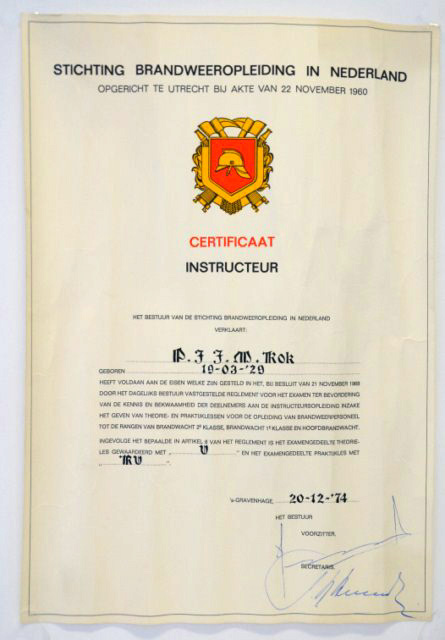 STICHTING BRANDWEEROPLEIDING IN NEDERLAND
OPGERICHT TE UTRECHT BIJ AKTE VAN 22 NOVEMBER 1960
CERTIFICAAT
INSTRUCTEUR
HET BESTUUR VAN DE STICHTING BRANDWEEROPLEIDING IN NEDERLAND
VERKLAART:
P. J. J. M. Kok
GEBOREN 19-03-'29
HEEFT VOLDAAN AAN DE EISEN WELKE ZIJN GESTELD IN HET, BIJ BESLUIT VAN 21 NOVEMBER 1968
DOOR HET DAGELIJKS BESTUUR VASTGESTELDE REGLEMENT VOOR HET EXAMEN TER BEVORDERING
VAN DE KENNIS EN BEKWAAMHEID DER DEELNEMERS AAN DE INSTRUCTEURSOPLEIDING INZAKE
HET GEVEN VAN THEORIE- EN PRAKTIJKLESSEN VOOR DE OPLEIDING VAN BRANDWEERPERSONEEL
TOT DE RANGEN VAN BRANDWACHT 2e KLASSE, BRANDWACHT 1e KLASSE EN HOOFDBRANDWACHT.
INGEVOLGE HET BEPAALDE IN ARTIKEL 8 VAN HET REGLEMENT IS HET EXAMENGEDEELTE THEORIE-
LES GEWAARDEERD MET „ V ” EN HET EXAMENGEDEELTE PRAKTIJKLES MET
„ RV ”.
's-GRAVENHAGE, 20-12-'74
HET BESTUUR
VOORZITTER.
SECRETARIS.